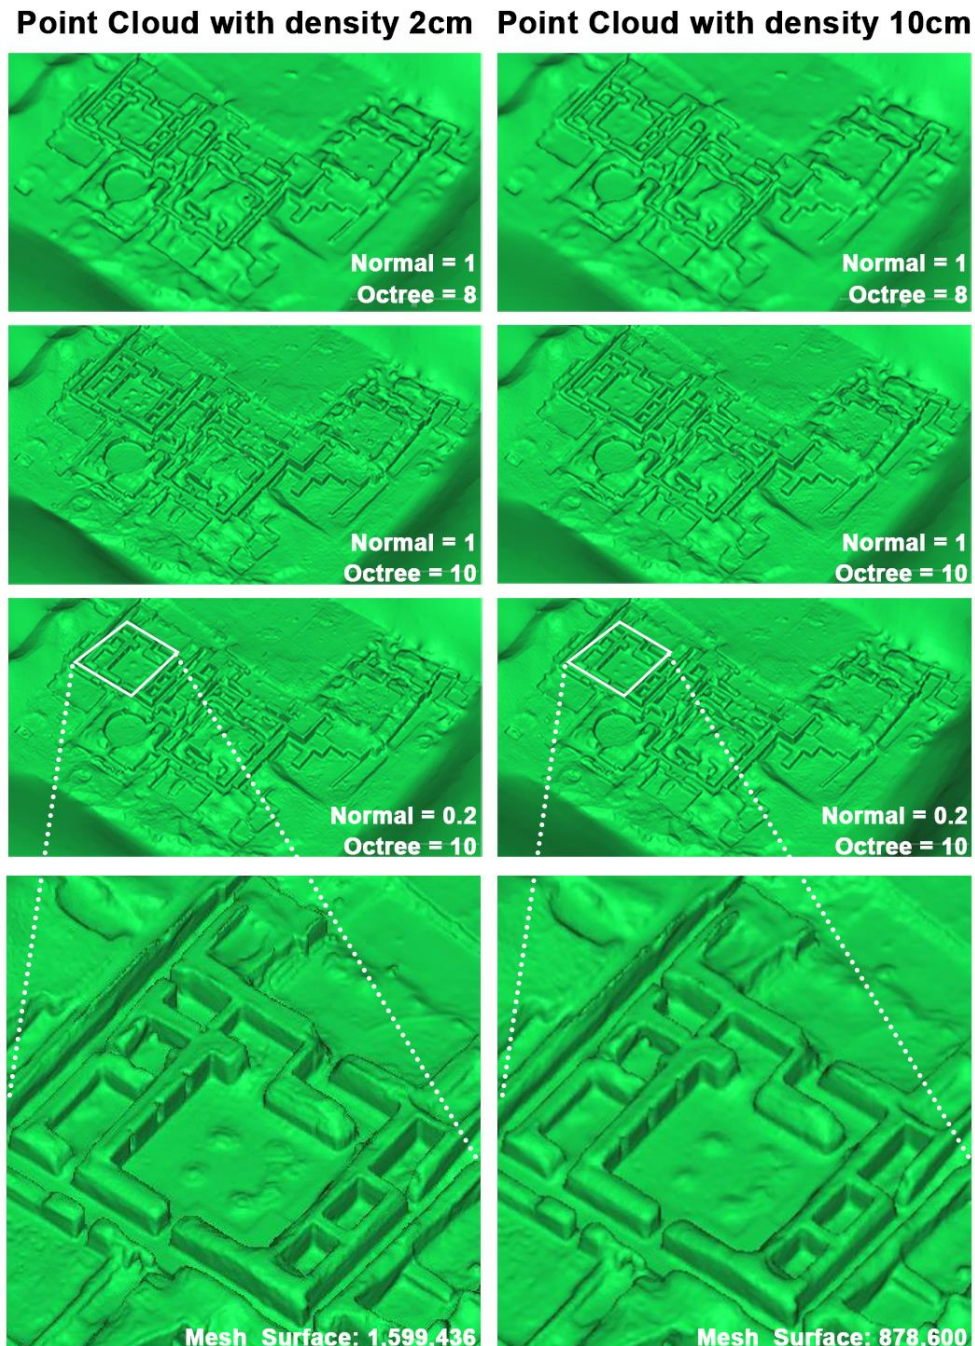 Point Cloud with density 2cm
Point Cloud with density 10cm
Normal = 1
Octree = 8
Normal = 1
Octree = 8
Normal = 1
Octree = 10
Normal = 1
Octree = 10
Normal = 0.2
Octree = 10
Normal = 0.2
Octree = 10
Mesh Surface: 1.599.436
Mesh Surface: 878.600